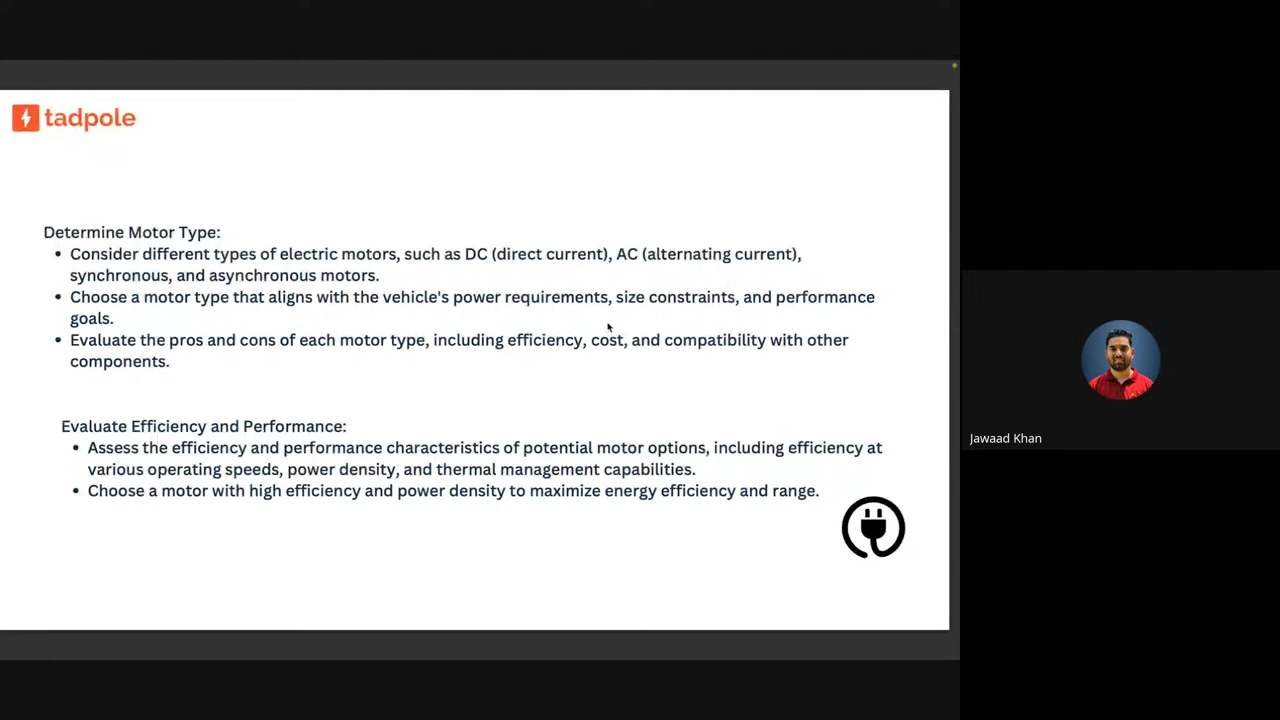 tadpole
Determine Motor Type:
• Consider different types of electric motors, such as DC (direct current), AC (alternating current),
synchronous, and asynchronous motors.
• Choose a motor type that aligns with the vehicle's power requirements, size constraints, and performance
goals.
• Evaluate the pros and cons of each motor type, including efficiency, cost, and compatibility with other
components.
Evaluate Efficiency and Performance:
• Assess the efficiency and performance characteristics of potential motor options, including efficiency at
various operating speeds, power density, and thermal management capabilities.
• Choose a motor with high efficiency and power density to maximize energy efficiency and range.
Jawaad Khan